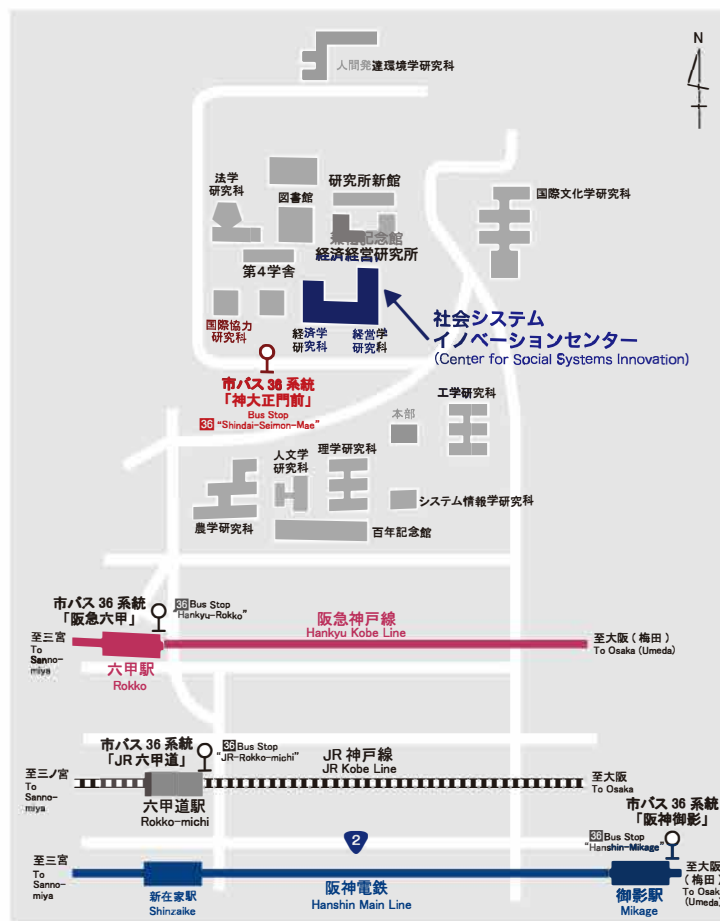 N
人間発達環境学研究科
法学
研究科
図書館
研究所新館
国際文化学研究科
兼松記念館
経済経営研究所
第4学舎
国際協力
研究科
経済学
研究科
経営学
研究科
社会システム
イノベーションセンター
(Center for Social Systems Innovation)
市バス 36 系統
「神大正門前」
Bus Stop
36 “Shindai-Seimon-Mae”
工学研究科
本部
人文学
研究科
理学研究科
農学研究科
システム情報学研究科
百年記念館
市バス 36 系統
「阪急六甲」
36 Bus Stop
“Hankyu-Rokko”
阪急神戸線
Hankyu Kobe Line
至三宮
To
Sanno-
miya
六甲駅
Rokko
至大阪 ( 梅田 )
To Osaka (Umeda)
市バス 36 系統
「JR 六甲道」
36 Bus Stop
“JR-Rokko-michi”
JR 神戸線
JR Kobe Line
至三ノ宮
To
Sanno-
miya
六甲道駅
Rokko-michi
至大阪
To Osaka
市バス 36 系統
「阪神御影」
36 Bus Stop
“Hanshin-Mikage”
2
至三宮
To
Sanno-
miya
新在家駅
Shinzaike
阪神電鉄
Hanshin Main Line
御影駅
Mikage
至大阪
( 梅田 )
To Osaka
(Umeda)